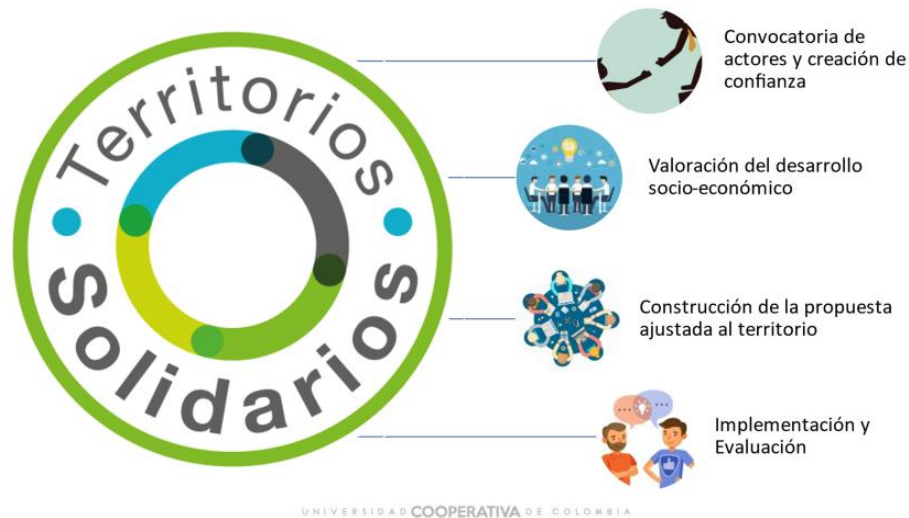 Territorios
Solidarios
Convocatoria de
actores y creación de
confianza
Valoración del desarrollo
socio-económico
Construcción de la propuesta
ajustada al territorio
Implementación y
Evaluación
UNIVERSIDAD COOPERATIVA DE COLOMBIA